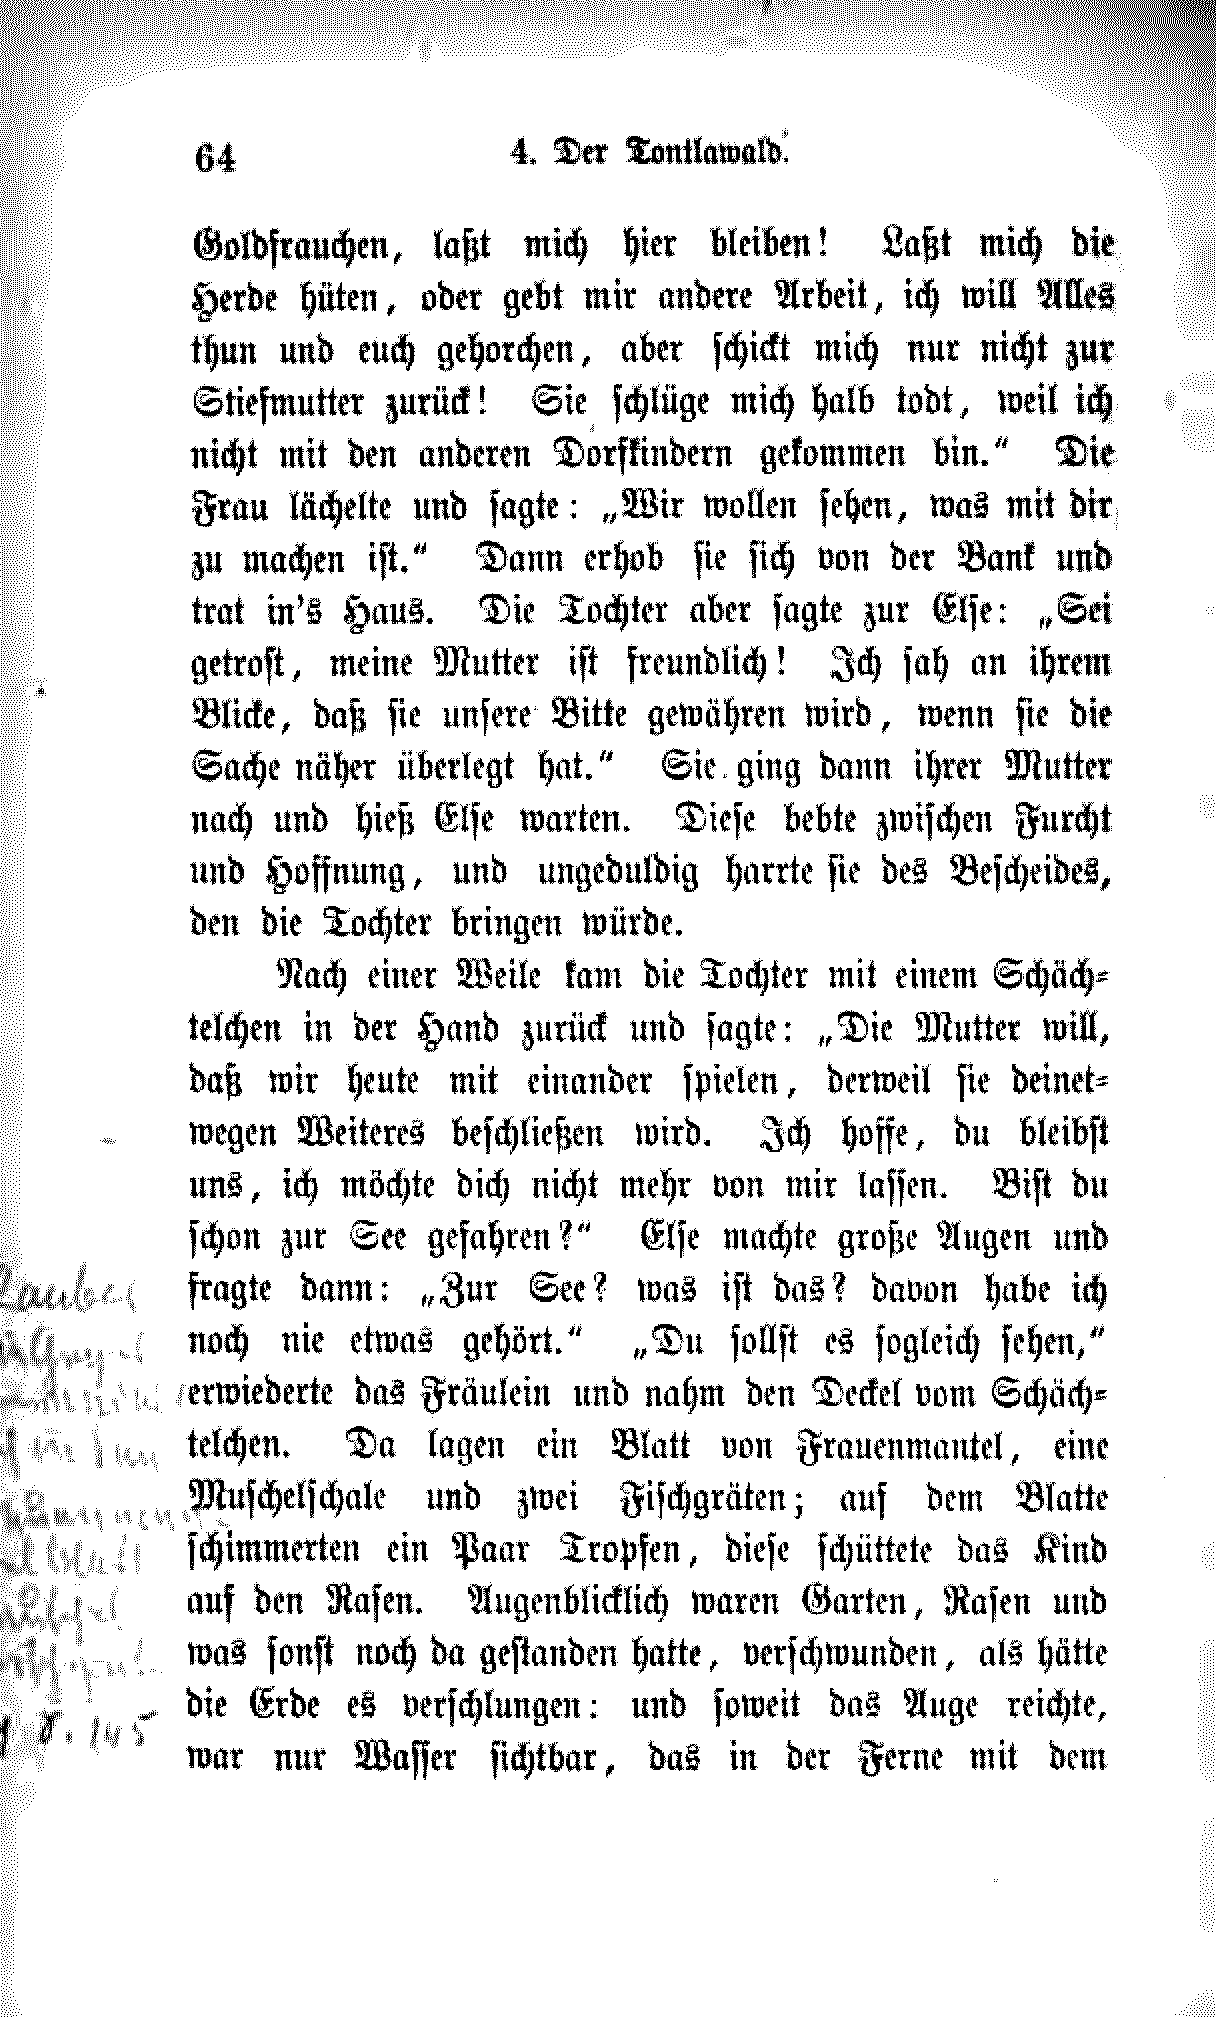 64
4. Der Tontlawald.
Goldfrauchen, laßt mich hier bleiben! Laßt mich die
Herde hüten, oder gebt mir andere Arbeit, ich will Alles
thun und euch gehorchen, aber schickt mich nur nicht zur
Stiefmutter zurück! Sie schlüge mich halb todt, weil ich
nicht mit den anderen Dorfkindern gekommen bin.“ Die
Frau lächelte und sagte: „Wir wollen sehen, was mit dir
zu machen ist.“ Dann erhob sie sich von der Bank und
trat in's Haus. Die Tochter aber sagte zur Else: „Sei
getrost, meine Mutter ist freundlich! Ich sah an ihrem
Blicke, daß sie unsere Bitte gewähren wird, wenn sie die
Sache näher überlegt hat.“ Sie ging dann ihrer Mutter
nach und hieß Else warten. Diese bebte zwischen Furcht
und Hoffnung, und ungeduldig harrte sie des Bescheides,
den die Tochter bringen würde.
Nach einer Weile kam die Tochter mit einem Schäch-
telchen in der Hand zurück und sagte: „Die Mutter will,
daß wir heute mit einander spielen, derweil sie deinet-
wegen Weiteres beschließen wird. Ich hoffe, du bleibst
uns, ich möchte dich nicht mehr von mir lassen. Bist du
schon zur See gefahren?“ Else machte große Augen und
fragte dann: „Zur See? was ist das? davon habe ich
noch nie etwas gehört.“ „Du sollst es sogleich sehen,“
erwiederte das Fräulein und nahm den Deckel vom Schäch-
telchen. Da lagen ein Blatt von Frauenmantel, eine
Muschelschale und zwei Fischgräten; auf dem Blatte
schimmerten ein Paar Tropfen, diese schüttete das Kind
auf den Rasen. Augenblicklich waren Garten, Rasen und
was sonst noch da gestanden hatte, verschwunden, als hätte
die Erde es verschlungen: und soweit das Auge reichte,
war nur Wasser sichtbar, das in der Ferne mit dem
145